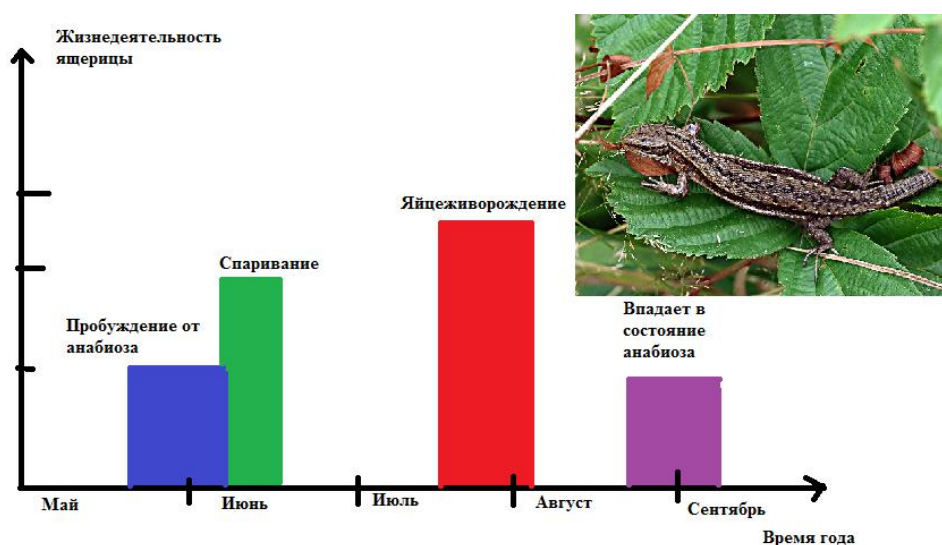 Жизнедеятельность
ящерицы
Яйцеживорождение
Спаривание
Пробуждение от
анабиоза
Впадает в
состояние
анабиоза
Май
Июнь
Июль
Август
Сентябрь
Время года